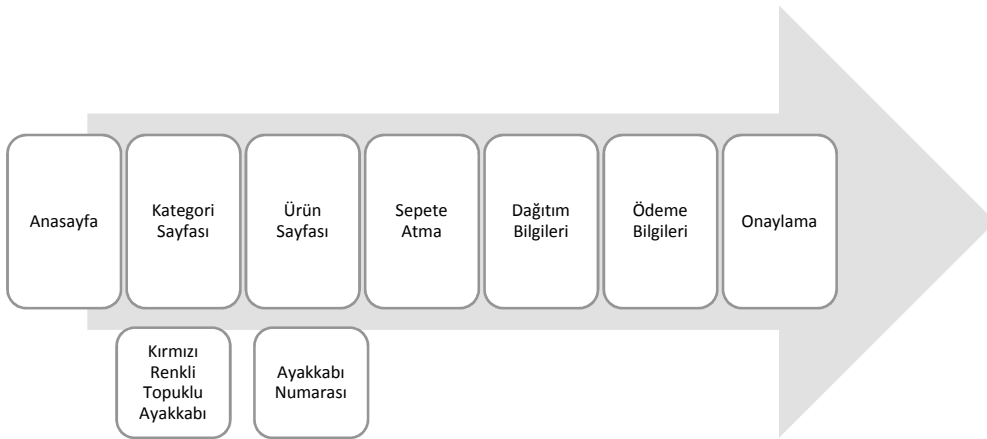 Anasayfa
Kategori
Sayfası
Ürün
Sayfası
Sepete
Atma
Dağıtım
Bilgileri
Ödeme
Bilgileri
Onaylama
Kırmızı
Renkli
Topuklu
Ayakkabı
Ayakkabı
Numarası